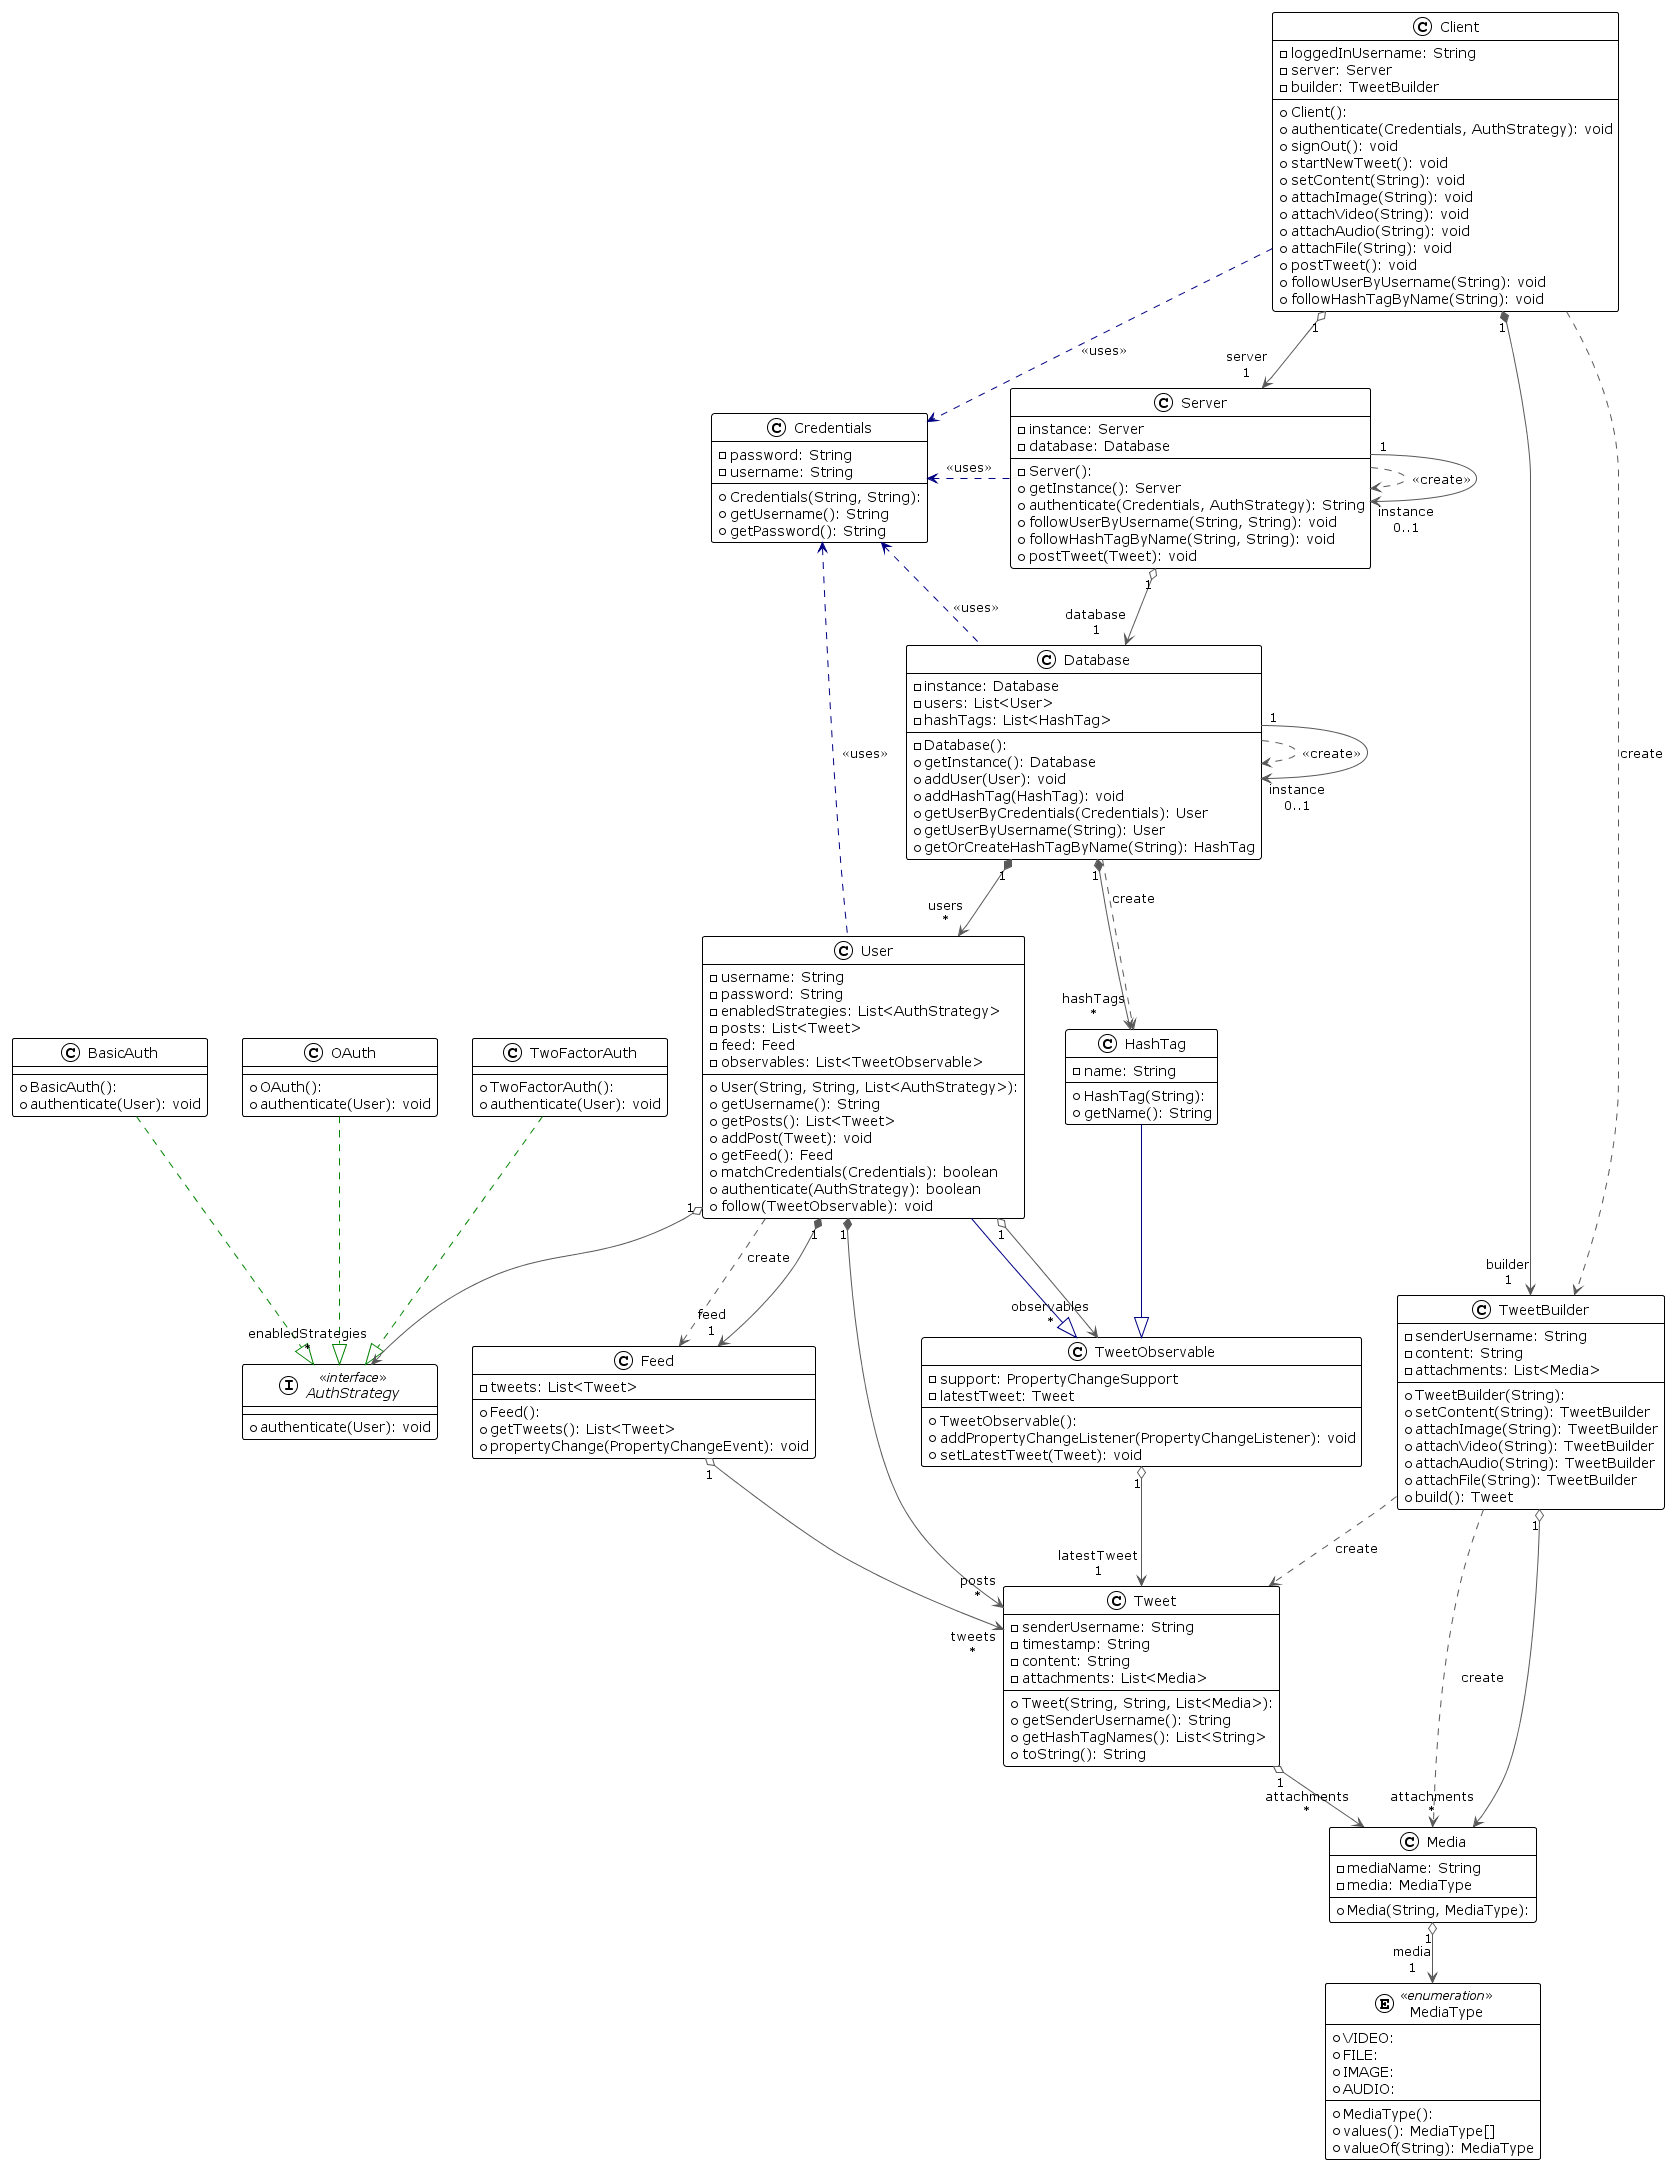 C Client
loggedInUsername: String
server: Server
builder: TweetBuilder
Client():
authenticate(Credentials, AuthStrategy): void
signOut(): void
startNewTweet(): void
setContent(String): void
attachImage(String): void
attachVideo(String): void
attachAudio(String): void
attachFile(String): void
postTweet(): void
followUserByUsername(String): void
followHashTagByName(String): void
1
1
«uses»
server
1
C Credentials
password: String
username: String
Credentials(String, String):
getUsername(): String
getPassword(): String
«uses»
C Server
instance: Server
database: Database
Server():
getInstance(): Server
authenticate(Credentials, AuthStrategy): String
followUserByUsername(String, String): void
followHashTagByName(String, String): void
postTweet(Tweet): void
1
«create»
instance
0..1
1
«uses»
database
1
C Database
instance: Database
users: List<User>
hashTags: List<HashTag>
Database():
getInstance(): Database
addUser(User): void
addHashTag(HashTag): void
getUserByCredentials(Credentials): User
getUserByUsername(String): User
getOrCreateHashTagByName(String): HashTag
1
«create»
instance
0..1
«uses»
create
1
1
create
users
*
hashTags
*
C User
username: String
password: String
enabledStrategies: List<AuthStrategy>
posts: List<Tweet>
feed: Feed
observables: List<TweetObservable>
User(String, String, List<AuthStrategy>):
getUsername(): String
getPosts(): List<Tweet>
addPost(Tweet): void
getFeed(): Feed
matchCredentials(Credentials): boolean
authenticate(AuthStrategy): boolean
follow(TweetObservable): void
C BasicAuth
BasicAuth():
authenticate(User): void
C OAuth
OAuth():
authenticate(User): void
C TwoFactorAuth
TwoFactorAuth():
authenticate(User): void
C HashTag
name: String
HashTag(String):
getName(): String
1
1
1
1
create
builder
1
enabledStrategies
*
feed
1
observables
*
I «interface»
AuthStrategy
authenticate(User): void
C Feed
tweets: List<Tweet>
Feed():
getTweets(): List<Tweet>
propertyChange(PropertyChangeEvent): void
C TweetObservable
support: PropertyChangeSupport
latestTweet: Tweet
TweetObservable():
addPropertyChangeListener(PropertyChangeListener): void
setLatestTweet(Tweet): void
C TweetBuilder
senderUsername: String
content: String
attachments: List<Media>
TweetBuilder(String):
setContent(String): TweetBuilder
attachImage(String): TweetBuilder
attachVideo(String): TweetBuilder
attachAudio(String): TweetBuilder
attachFile(String): TweetBuilder
build(): Tweet
1
1
1
create
latestTweet
1
posts
*
tweets
*
C Tweet
senderUsername: String
timestamp: String
content: String
attachments: List<Media>
Tweet(String, String, List<Media>):
getSenderUsername(): String
getHashTagNames(): List<String>
toString(): String
create
1
attachments
*
attachments
*
C Media
mediaName: String
media: MediaType
Media(String, MediaType):
1
media
1
E «enumeration»
MediaType
VIDEO:
FILE:
IMAGE:
AUDIO:
MediaType():
values(): MediaType[]
valueOf(String): MediaType